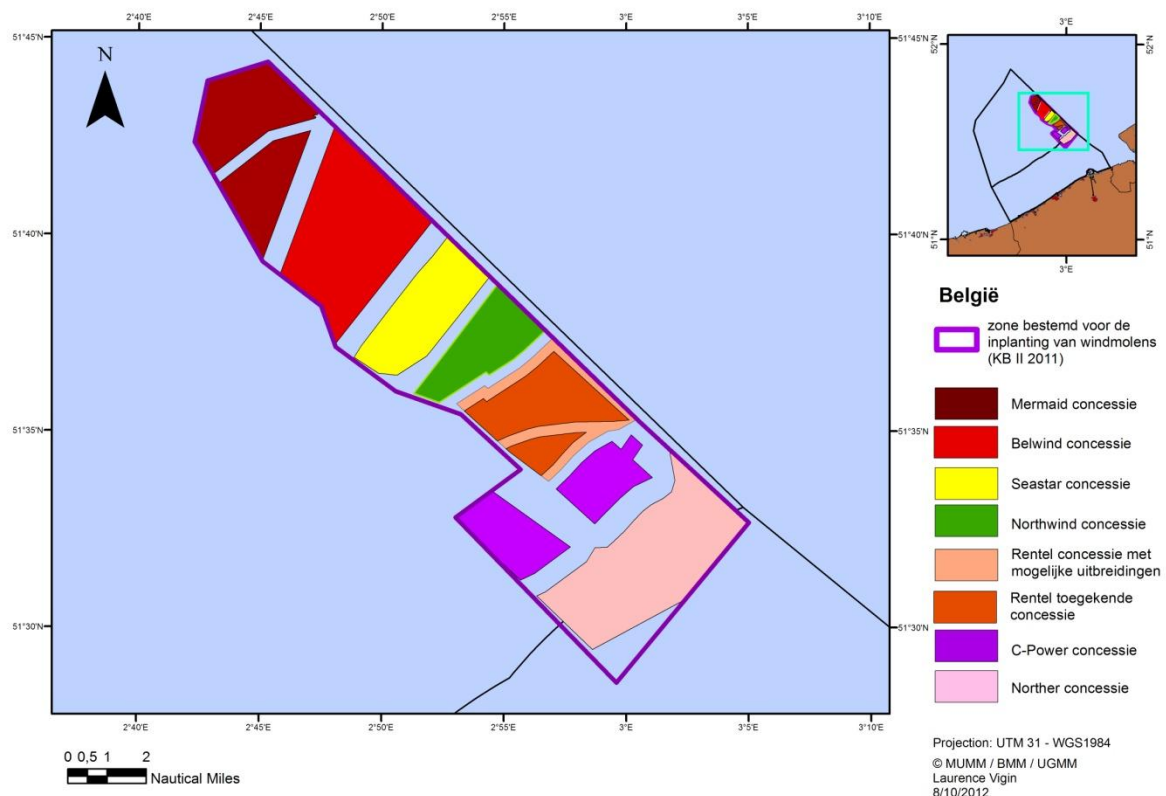 2°40'E 2°45'E 2°50'E 2°55'E 3°E 3°5'E 3°10'E
51°45'N 51°45'N
N
51°40'N 51°40'N
51°35'N 51°35'N
51°30'N 51°30'N
2°40'E 2°45'E 2°50'E 2°55'E 3°E 3°5'E 3°10'E
0 0,5 1 2
Nautical Miles
3°E
52°N 52°N
51°N 51°N
3°E
België
zone bestemd voor de
inplanting van windmolens
(KB II 2011)
Mermaid concessie
Belwind concessie
Seastar concessie
Northwind concessie
Rentel concessie met
mogelijke uitbreidingen
Rentel toegekende
concessie
C-Power concessie
Norther concessie
Projection: UTM 31 - WGS1984
© MUMM / BMM / UGMM
Laurence Vigin
8/10/2012